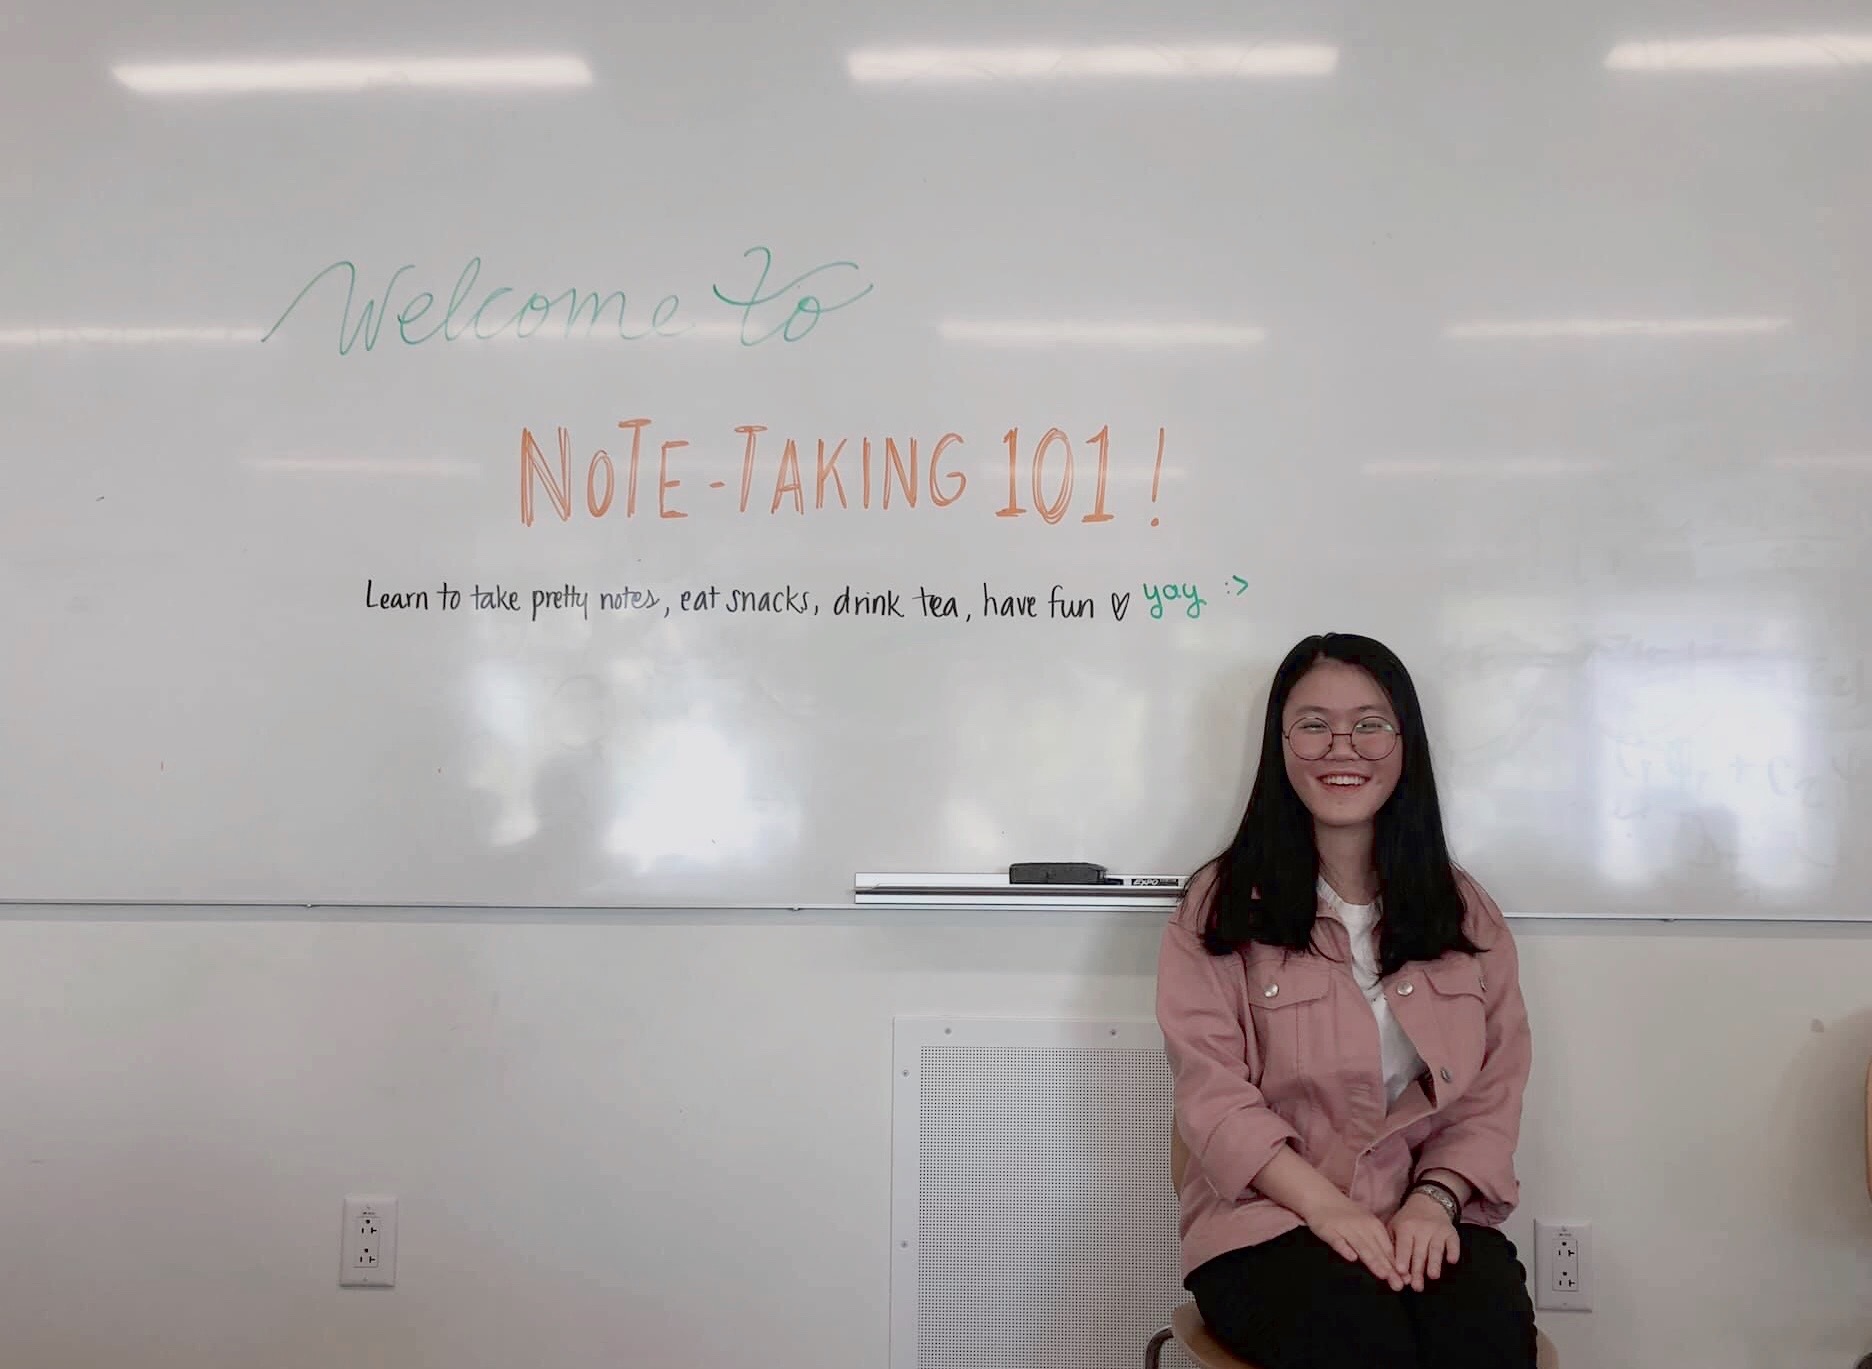 Welcome to
NOTE-TAKING 101!
Learn to take pretty notes, eat snacks, drink tea, have fun ♡ yay :>
EXPO